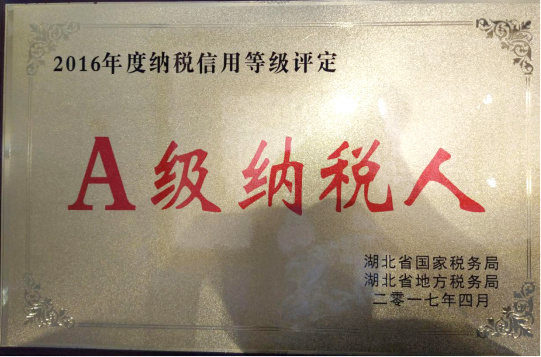 2016年度纳税信用等级评定
A级纳税人
湖北省国家税务局
湖北省地方税务局
二零一七年四月